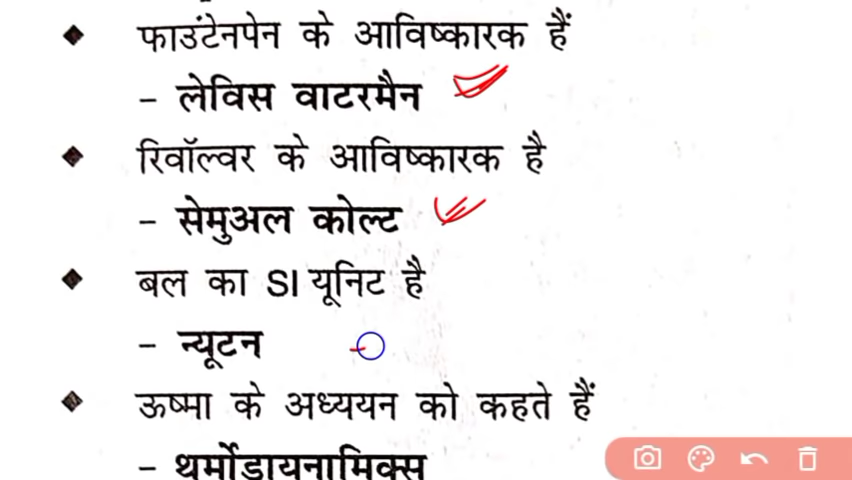 फाउंटेनपेन के आविष्कारक हैं
– लेविस वाटरमैन
रिवॉल्वर के आविष्कारक है
– सेमुअल कोल्ट
बल का SI यूनिट है
– न्यूटन
ऊष्मा के अध्ययन को कहते हैं
– थर्मोडायनामिक्स